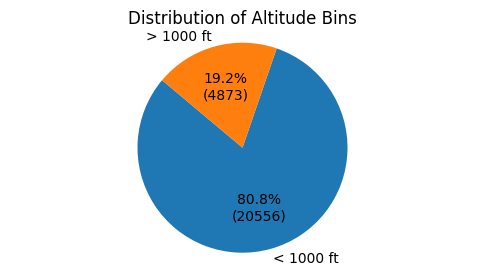 Distribution of Altitude Bins
> 1000 ft
19.2%
(4873)
80.8%
(20556)
< 1000 ft